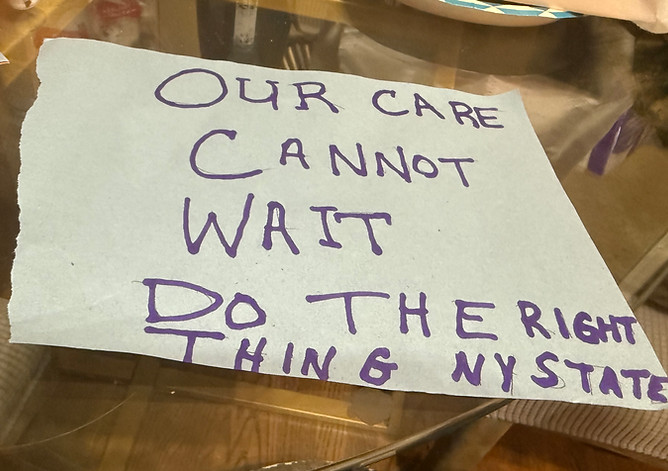 OUR CARE
CANNOT
WAIT
DO THE RIGHT
THING NY STATE